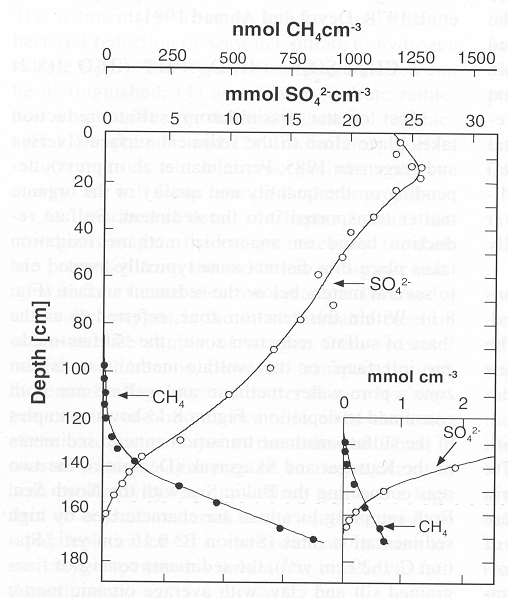 nmol CH₄cm⁻³
0 250 500 750 1000 1500
mmol SO₄²⁻cm⁻³
0 5 10 15 20 25 30
0
20
40
60
SO₄²⁻
80
Depth [cm]
100
mmol cm⁻³
CH₄
0 2
120
SO₄²⁻
140
160
CH₄
180